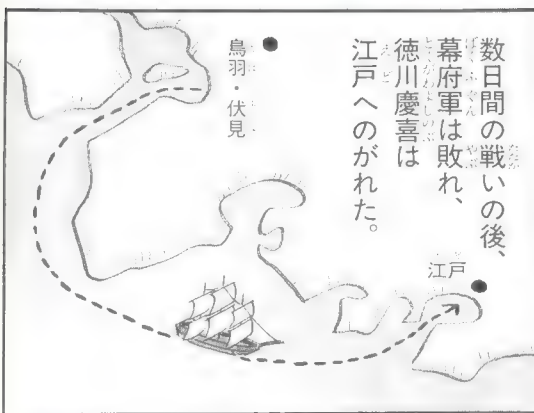 数日間の戦いの後、
幕府軍は敗れ、
徳川慶喜は
江戸へのがれた。
鳥羽・伏見
江戸